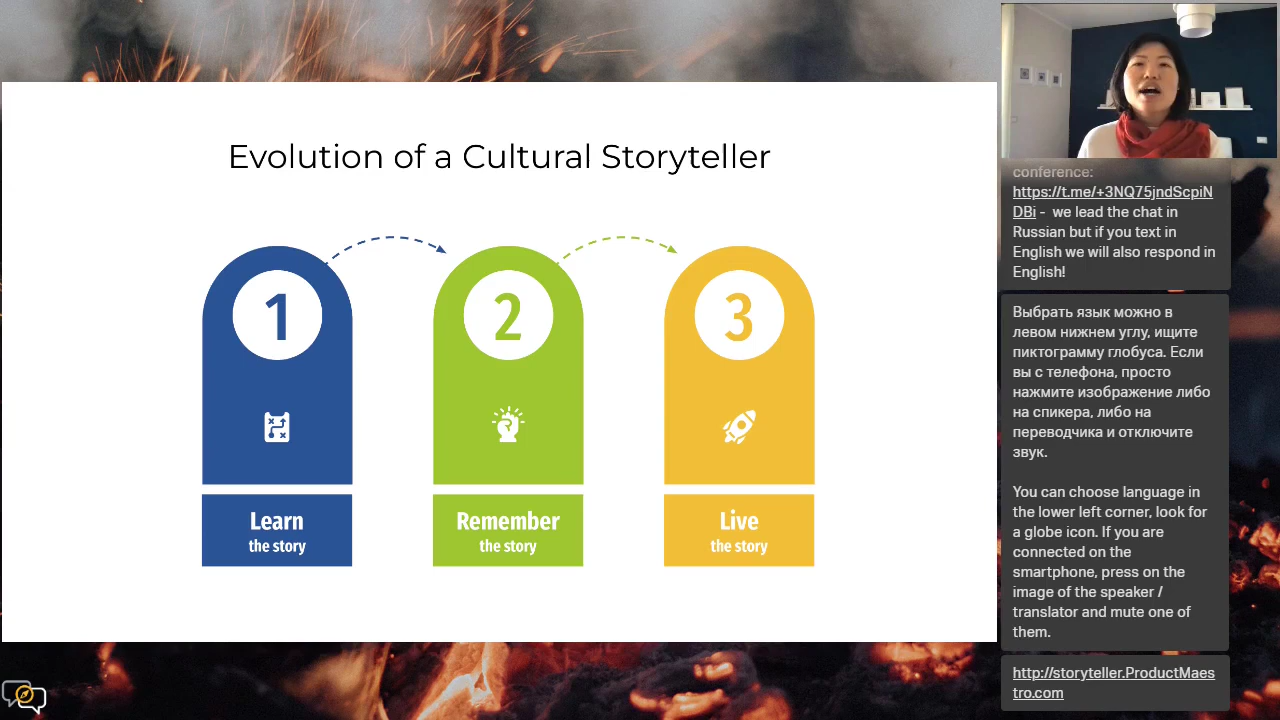 Evolution of a Cultural Storyteller
1
2
3
Learn
the story
Remember
the story
Live
the story
conference:
https://t.me/+3NQ75jndScpiN
DBi - we lead the chat in
Russian but if you text in
English we will also respond in
English!
Выбрать язык можно в
левом нижнем углу, ищите
пиктограмму глобуса. Если
вы с телефона, просто
нажмите изображение либо
на спикера, либо на
переводчика и отключите
звук.
You can choose language in
the lower left corner, look for
a globe icon. If you are
connected on the
smartphone, press on the
image of the speaker /
translator and mute one of
them.
http://storyteller.ProductMaes
tro.com